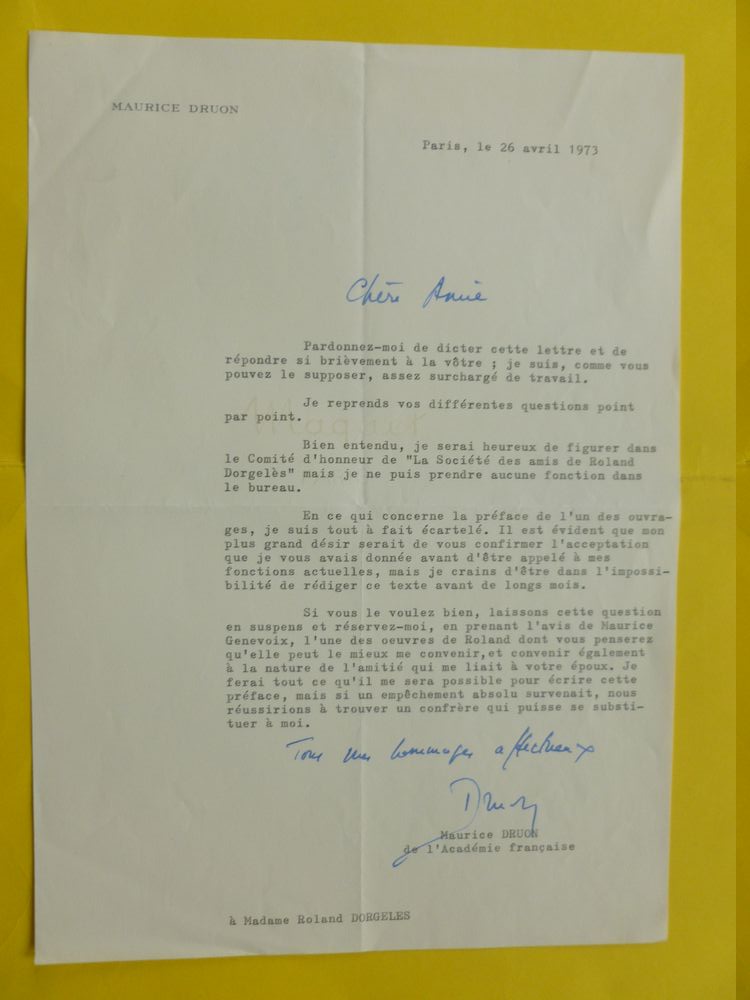 MAURICE DRUON
Paris, le 26 avril 1973
Chère Amie
Pardonnez-moi de dicter cette lettre et de
répondre si brièvement à la vôtre ; je suis, comme vous
pouvez le supposer, assez surchargé de travail.
Je reprends vos différentes questions point
par point.
Bien entendu, je serai heureux de figurer dans
le Comité d'honneur de "La Société des amis de Roland
Dorgelès" mais je ne puis prendre aucune fonction dans
le bureau.
En ce qui concerne la préface de l'un des ouvra-
ges, je suis tout à fait écartelé. Il est évident que mon
plus grand désir serait de vous confirmer l'acceptation
que je vous avais donnée avant d'être appelé à mes
fonctions actuelles, mais je crains d'être dans l'impossi-
bilité de rédiger ce texte avant de longs mois.
Si vous le voulez bien, laissons cette question
en suspens et réservez-moi, en prenant l'avis de Maurice
Genevoix, l'une des oeuvres de Roland dont vous penserez
qu'elle peut le mieux me convenir,et convenir également
à la nature de l'amitié qui me liait à votre époux. Je
ferai tout ce qu'il me sera possible pour écrire cette
préface, mais si un empêchement absolu survenait, nous
réussirions à trouver un confrère qui puisse se substi-
tuer à moi.
Tous mes hommages affectueux
Druon
Maurice DRUON
de l'Académie française
à Madame Roland DORGELES